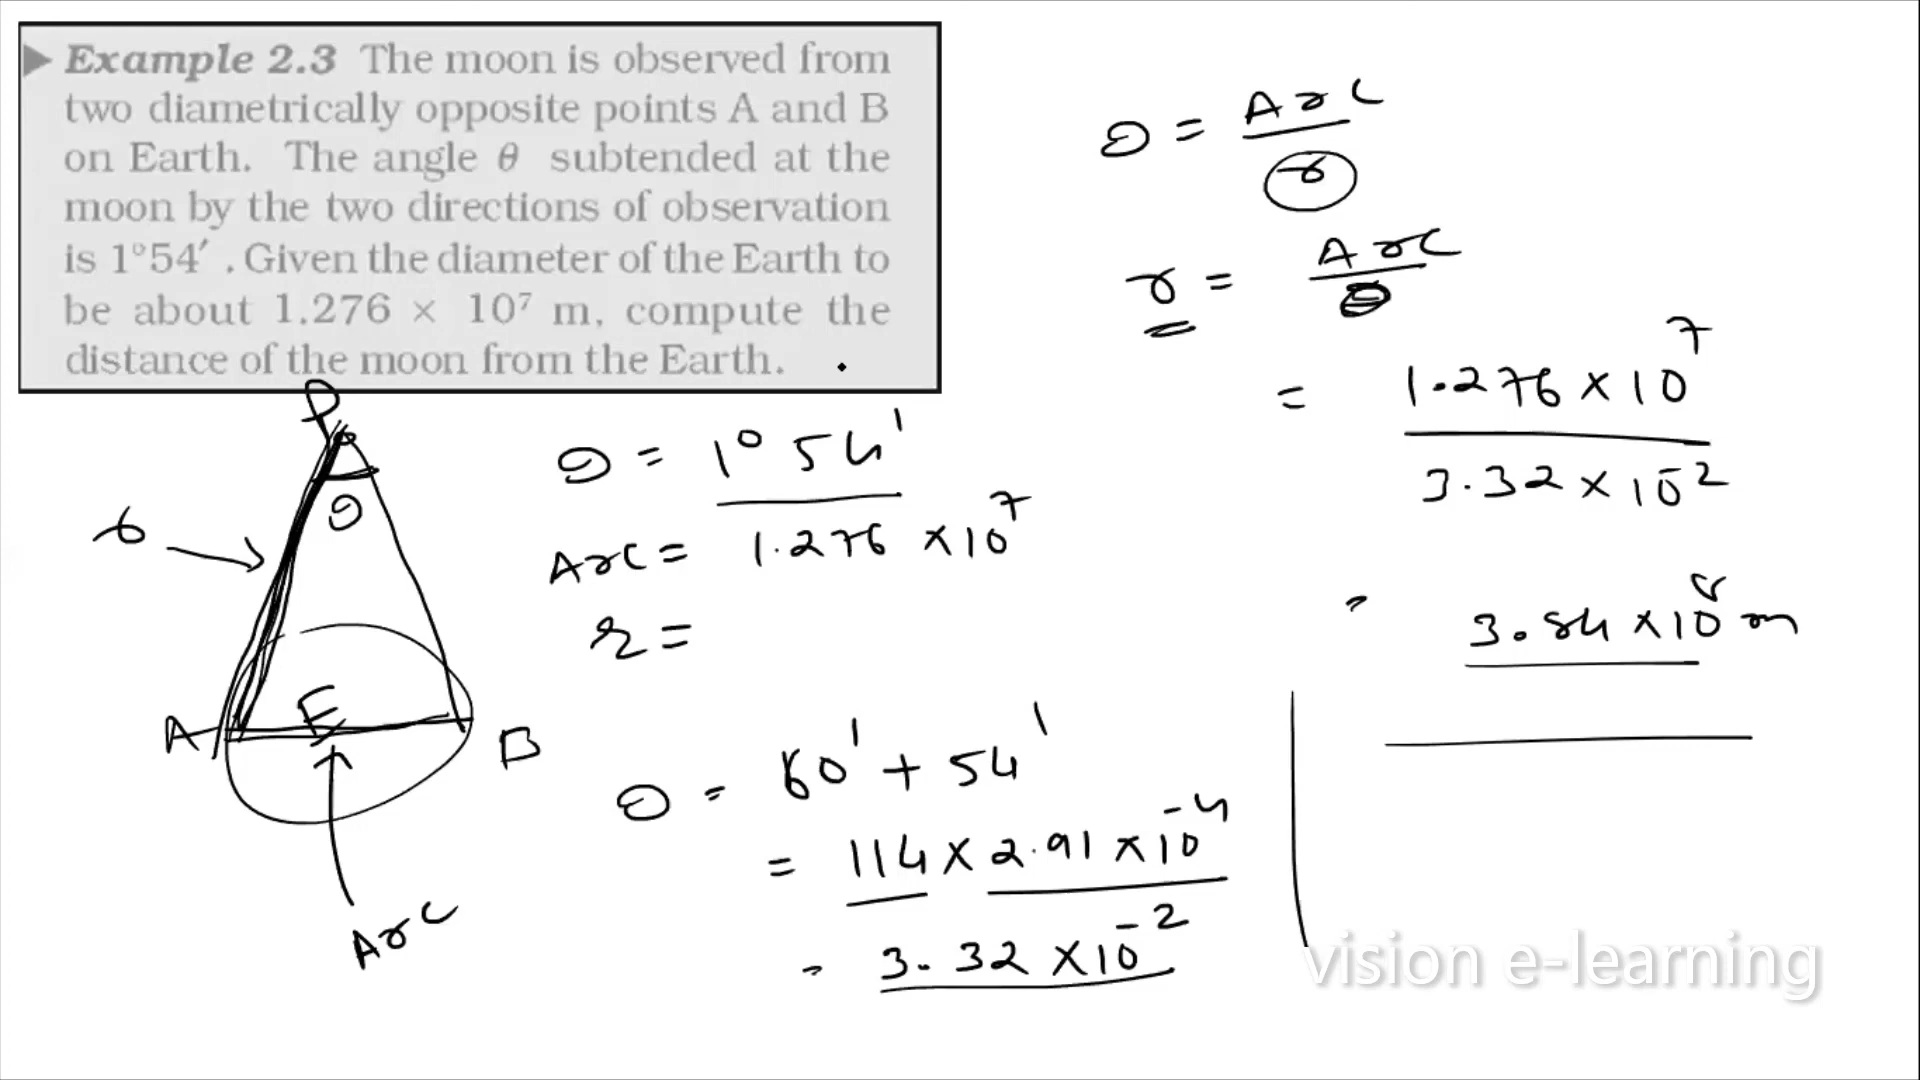 Example 2.3 The moon is observed from
two diametrically opposite points A and B
on Earth. The angle θ subtended at the
moon by the two directions of observation
is 1°54′. Given the diameter of the Earth to
be about 1.276 × 10⁷ m, compute the
distance of the moon from the Earth.
θ
r
A
E
B
Arc
θ = 1° 54'
Arc = 1.276 × 10⁷
r =
θ = 60' + 54'
= 114 × 2.91 × 10⁻⁴
= 3.32 × 10⁻²
θ = Arc / r
r = Arc / θ
= 1.276 × 10⁷ / 3.32 × 10⁻²
= 3.84 × 10⁸ m
vision e-learning